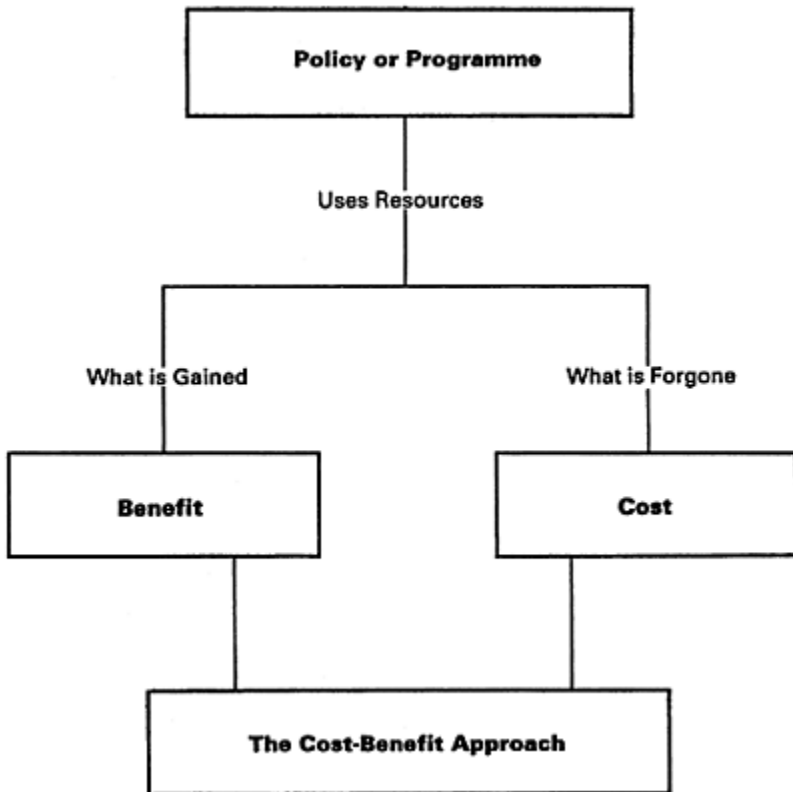 Policy or Programme
Uses Resources
What is Gained
What is Forgone
Benefit
Cost
The Cost-Benefit Approach